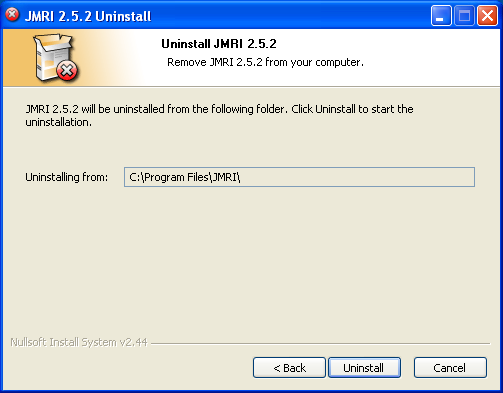 JMRI 2.5.2 Uninstall
Uninstall JMRI 2.5.2
Remove JMRI 2.5.2 from your computer.
JMRI 2.5.2 will be uninstalled from the following folder. Click Uninstall to start the
uninstallation.
Uninstalling from: C:\Program Files\JMRI\
Nullsoft Install System v2.44
< Back Uninstall Cancel